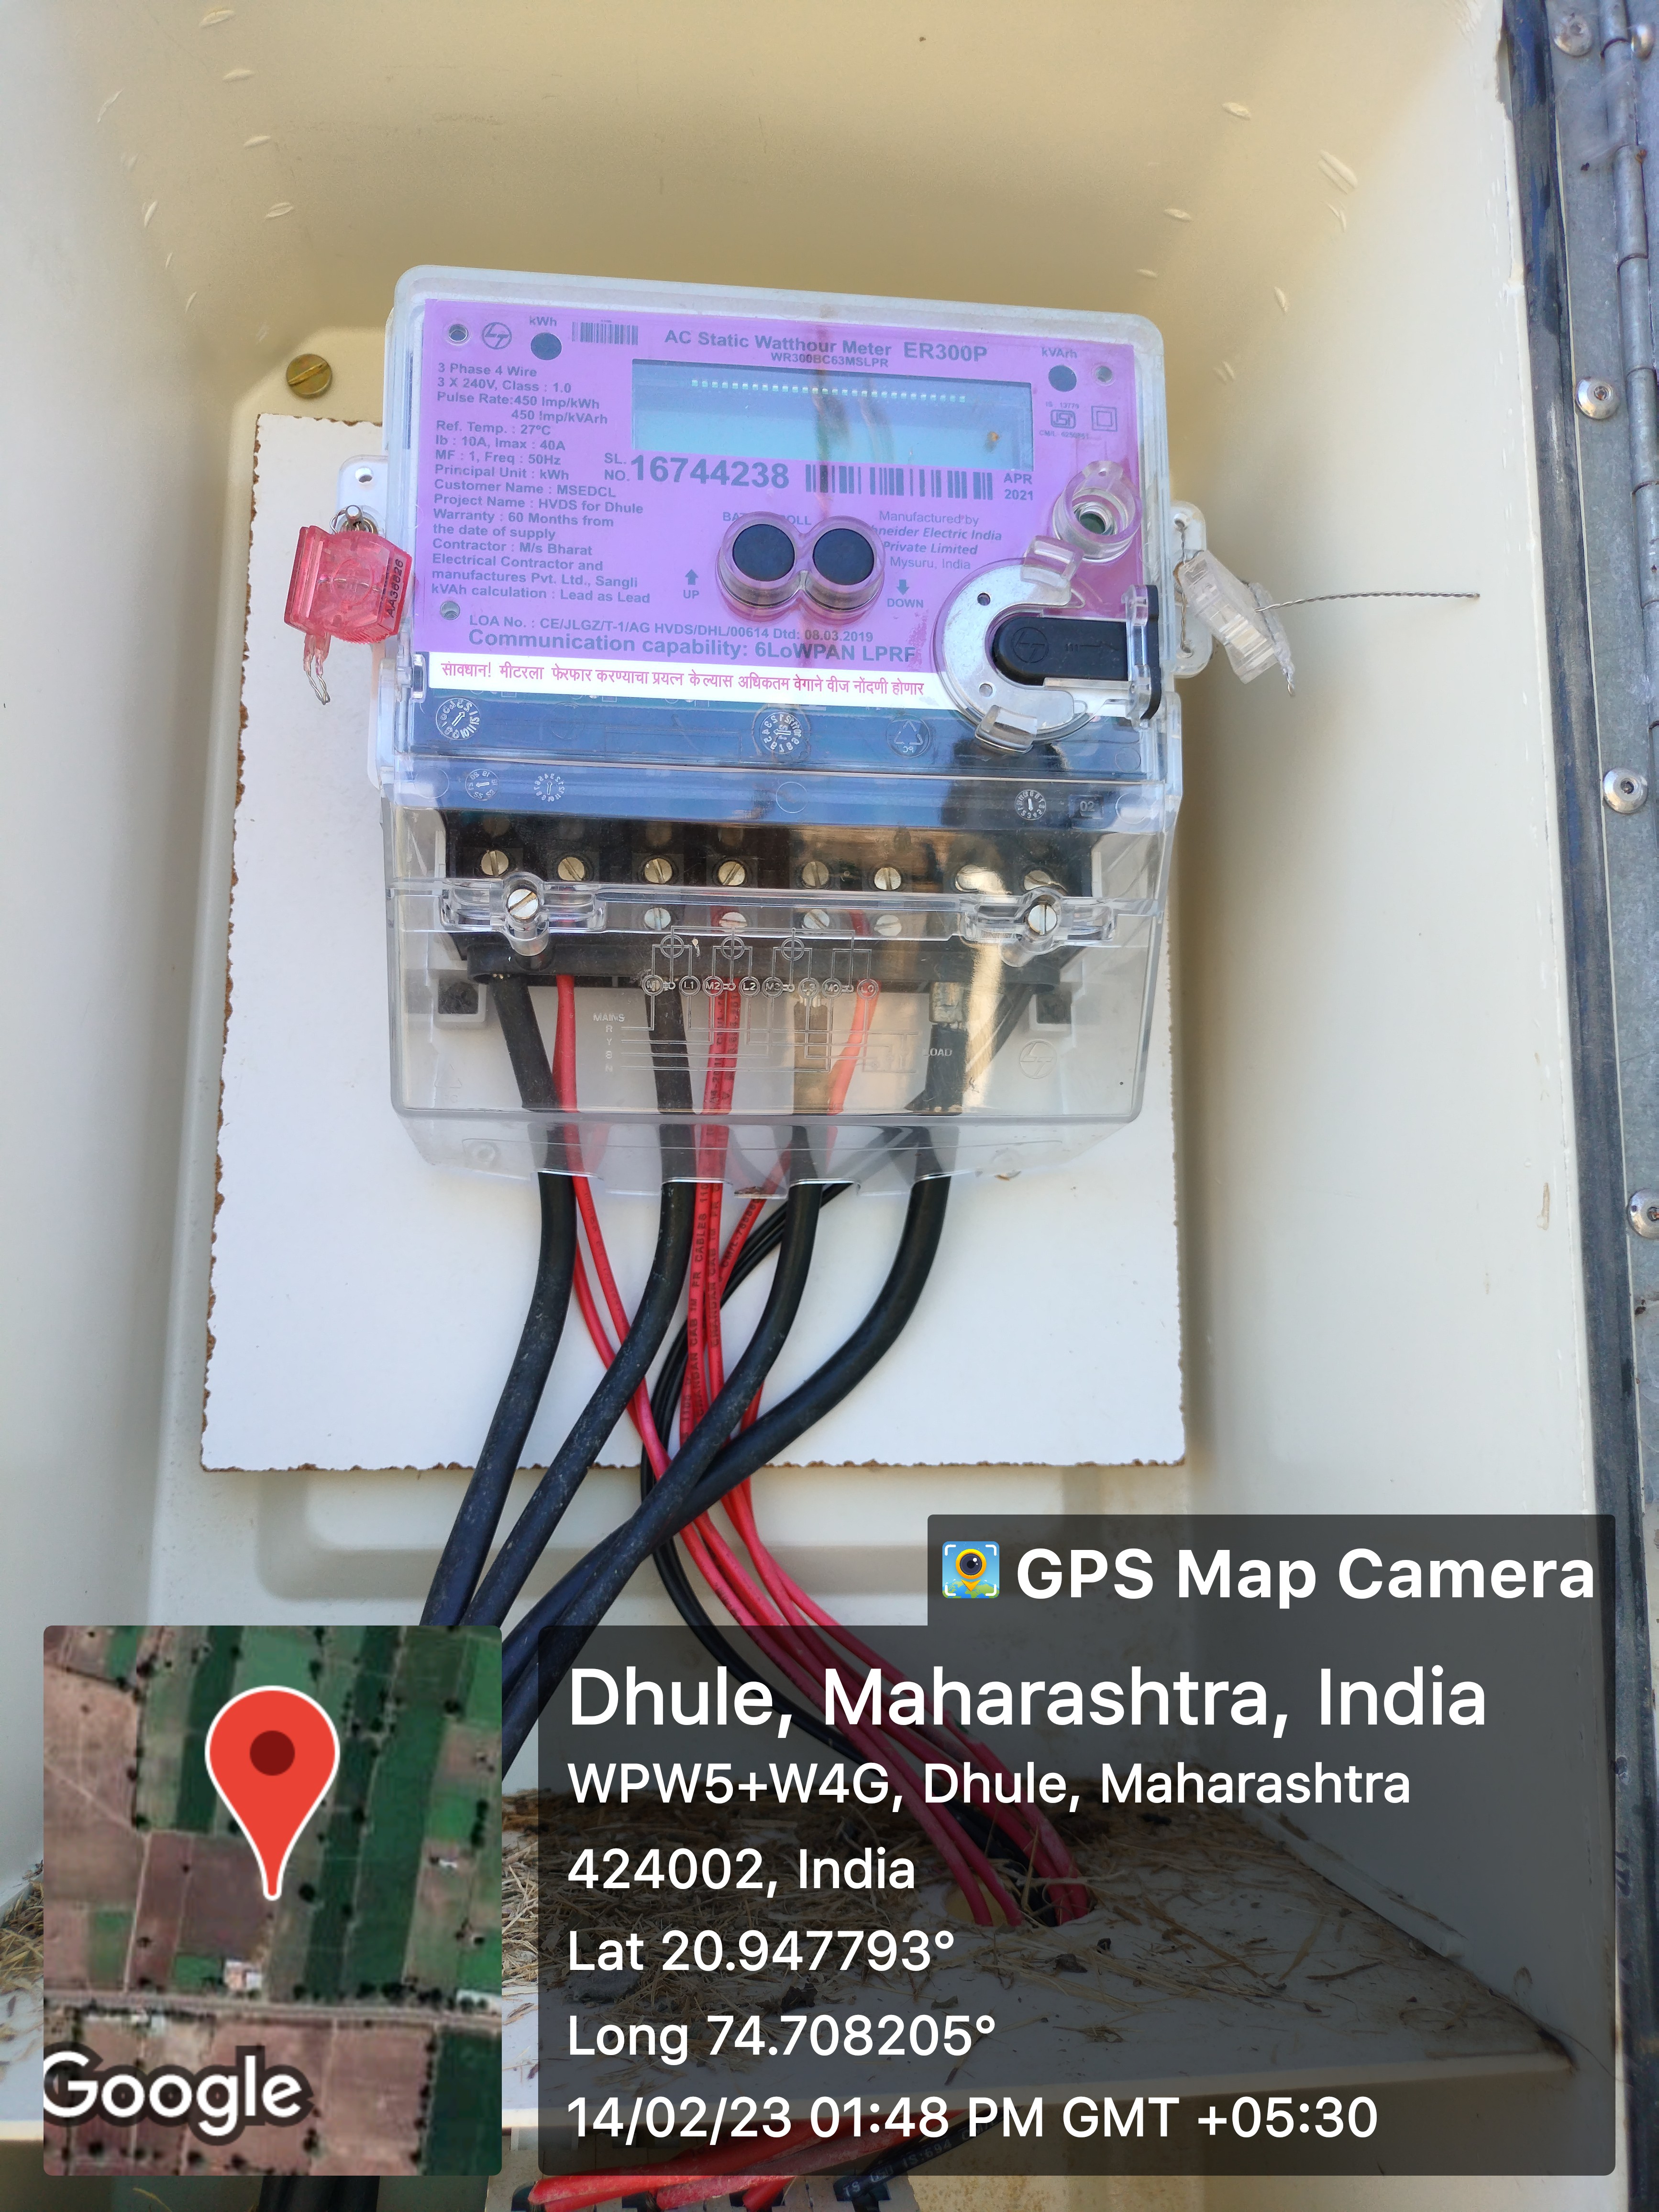 kWh
AC Static Watthour Meter ER300P
WR300BC63MSLPR
kVArh
3 Phase 4 Wire
3 X 240V, Class : 1.0
Pulse Rate:450 Imp/kWh
450 Imp/kVArh
Ref. Temp. : 27°C
Ib : 10A, Imax : 40A
MF : 1, Freq : 50Hz
Principal Unit : kWh
Customer Name : MSEDCL
Project Name : HVDS for Dhule
Warranty : 60 Months from
the date of supply
Contractor : M/s Bharat
Electrical Contractor and
manufactures Pvt. Ltd., Sangli
kVAh calculation : Lead as Lead
IS : 13779
SL.
NO. 16744238
APR
2021
Manufactured by
Electric India
Private Limited
Mysuru, India
UP
DOWN
LOA No. : CE/JLGZ/T-1/AG HVDS/DHL/00614 Dtd: 08.03.2019
Communication capability: 6LoWPAN LPRF
सावधान! मीटरला फेरफार करण्याचा प्रयत्न केल्यास अधिकतम वेगाने वीज नोंदणी होणार
02
L1 M2 L2
MAINS
R
Y
B
N
GPS Map Camera
Dhule, Maharashtra, India
WPW5+W4G, Dhule, Maharashtra
424002, India
Lat 20.947793°
Long 74.708205°
14/02/23 01:48 PM GMT +05:30
Google